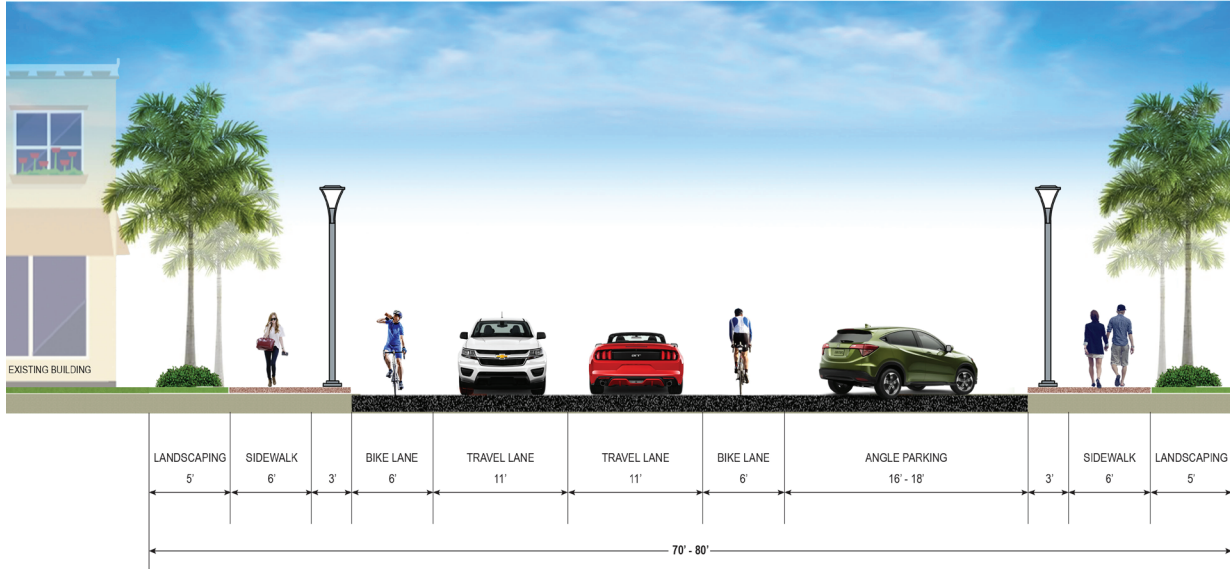 EXISTING BUILDING
LANDSCAPING
5'
SIDEWALK
6'
3'
BIKE LANE
6'
TRAVEL LANE
11'
TRAVEL LANE
11'
BIKE LANE
6'
ANGLE PARKING
16' - 18'
3'
SIDEWALK
6'
LANDSCAPING
5'
70' - 80'